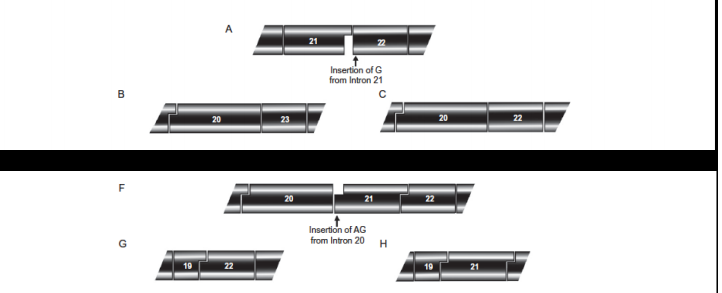 A
21 22
Insertion of G
from Intron 21
B
20 23
C
20 22
F
20 21 22
Insertion of AG
from Intron 20
G
19 22
H
19 21